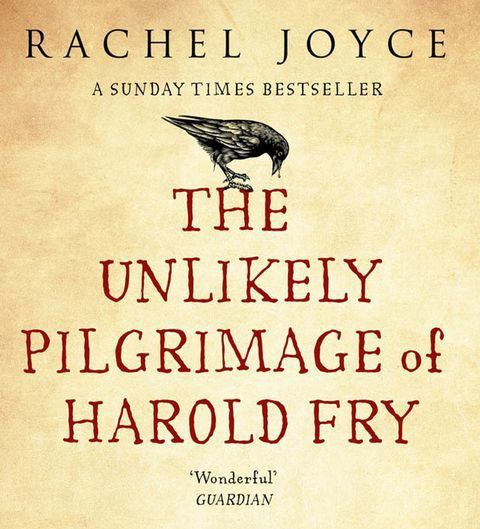 RACHEL JOYCE
A SUNDAY TIMES BESTSELLER
THE
UNLIKELY
PILGRIMAGE of
HAROLD FRY
‘Wonderful’
GUARDIAN